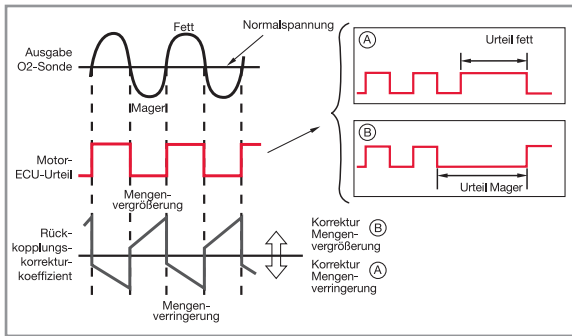 Ausgabe
O2-Sonde
Fett
Normalspannung
Mager
Motor-
ECU-Urteil
Mengen-
vergrößerung
Rück-
kopplungs-
korrektur-
koeffizient
Mengen-
verringerung
Korrektur
Mengen-
vergrößerung
B
Korrektur
Mengen-
verringerung
A
A
Urteil fett
B
Urteil Mager